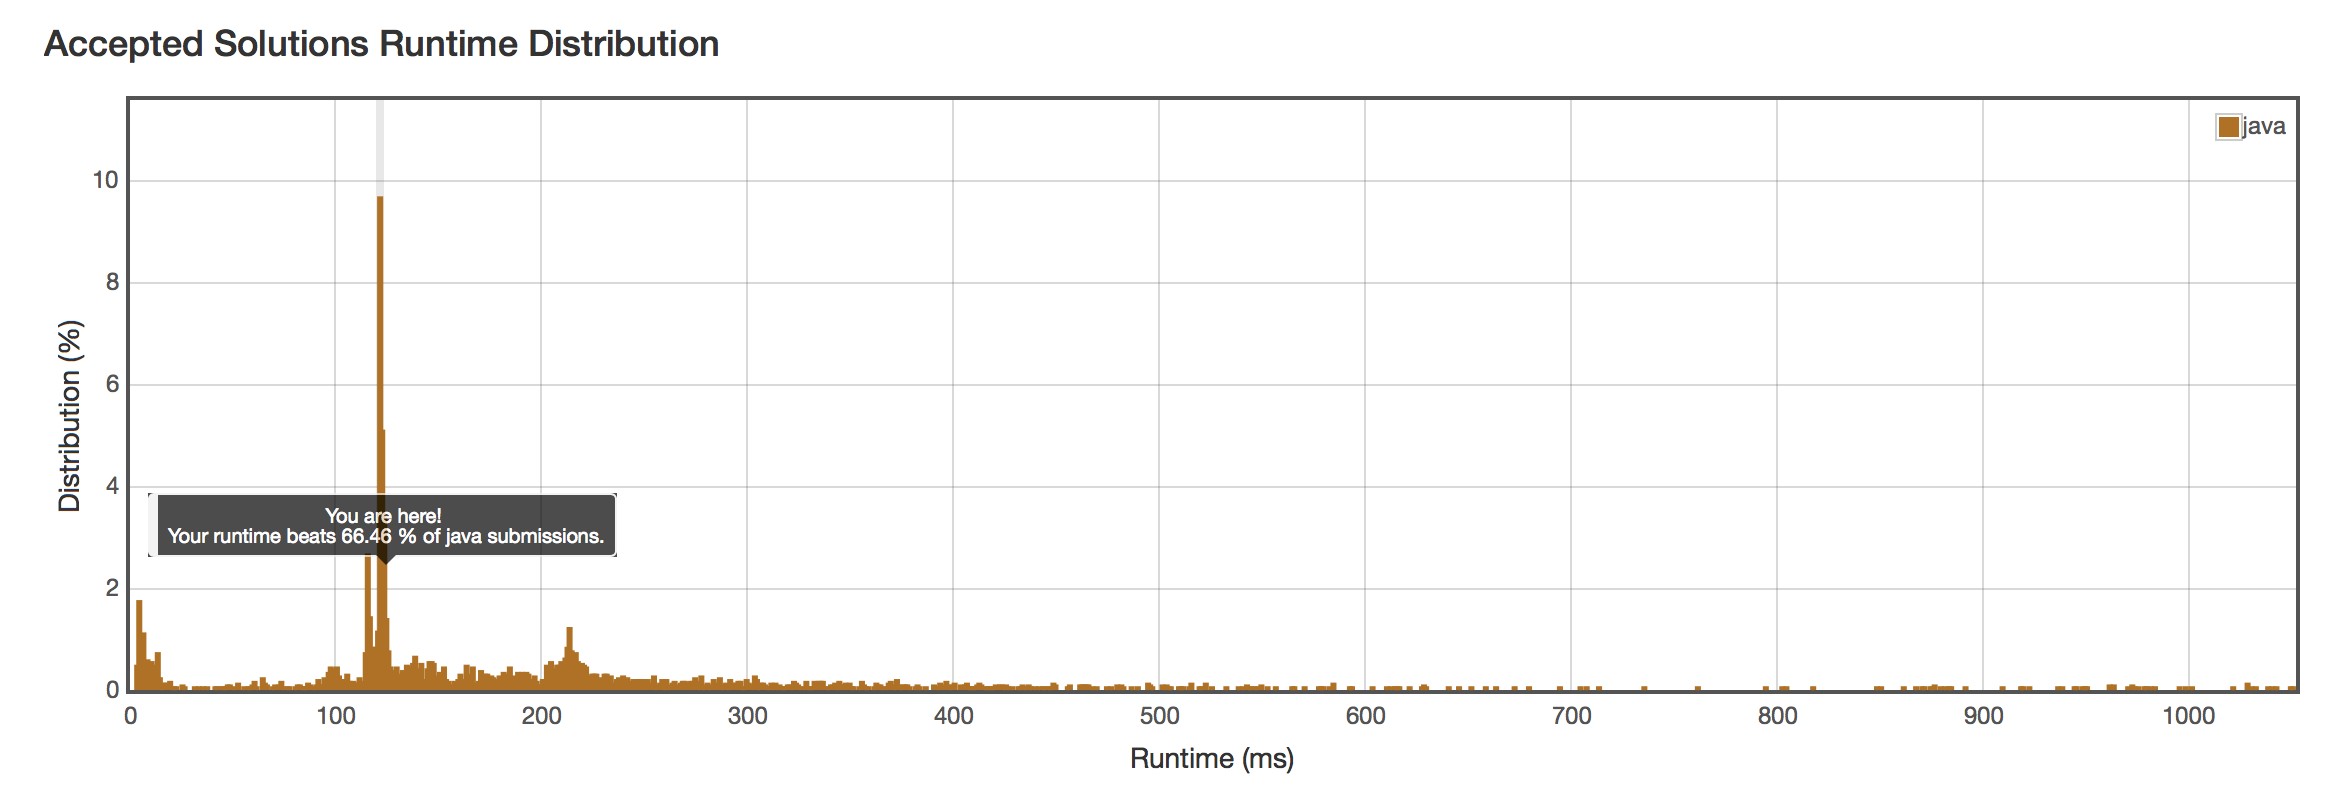 Accepted Solutions Runtime Distribution
java
10
8
6
4
2
0
Distribution (%)
You are here!
Your runtime beats 66.46 % of java submissions.
0 100 200 300 400 500 600 700 800 900 1000
Runtime (ms)